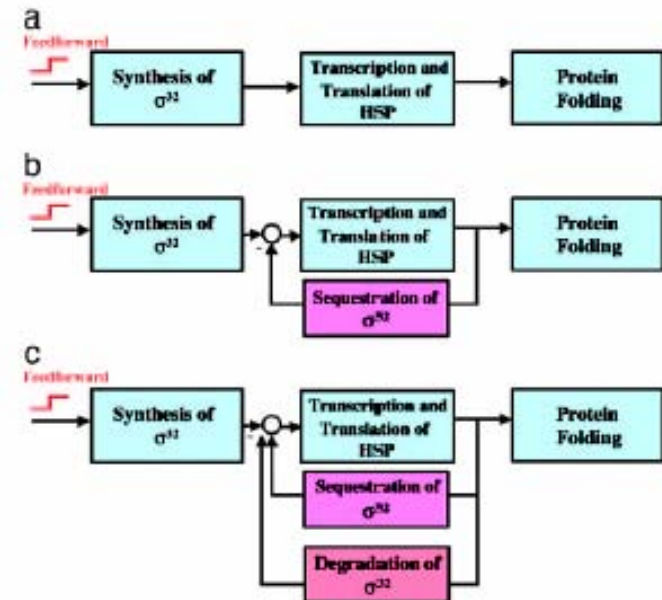 a
Feedforward
Synthesis of
σ³²
Transcription and
Translation of
HSP
Protein
Folding
b
Feedforward
Synthesis of
σ³²
-
Transcription and
Translation of
HSP
Protein
Folding
Sequestration of
σ³²
c
Feedforward
Synthesis of
σ³²
-
Transcription and
Translation of
HSP
Protein
Folding
Sequestration of
σ³²
Degradation of
σ³²